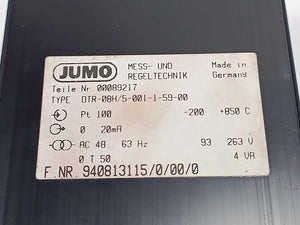 JUMO MESS- UND REGELTECHNIK Made in Germany
Teile Nr 00089217
TYPE DTR-08H/5-001-1-59-00
Pt 100 -200 +850 C
0 20mA
AC 48 63 Hz 93 263 V
0 T 50 4 VA
F.NR. 940813115/0/00/0